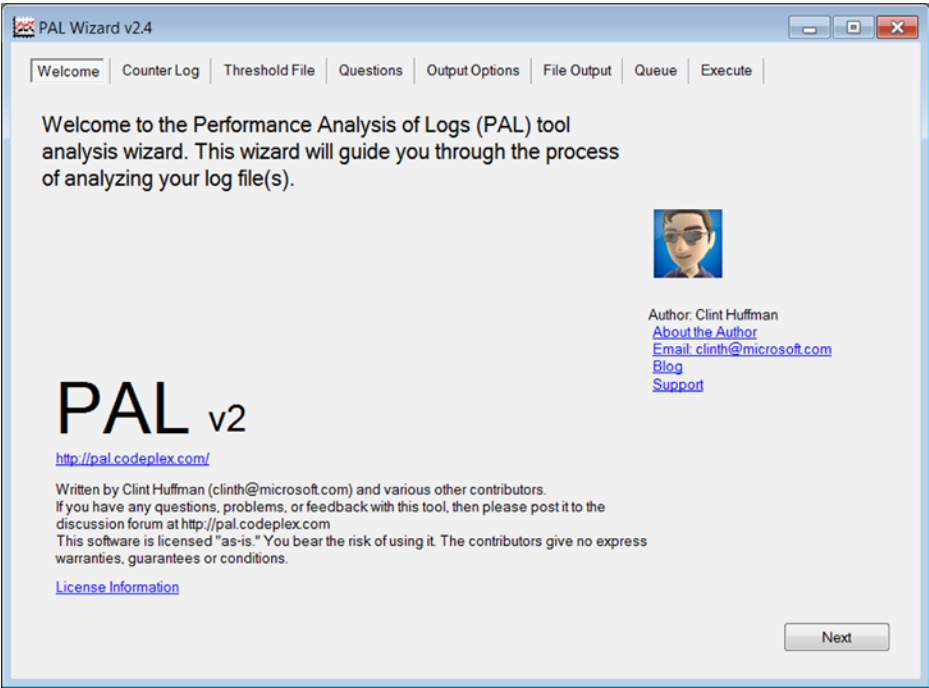 PAL Wizard v2.4
Welcome Counter Log Threshold File Questions Output Options File Output Queue Execute
Welcome to the Performance Analysis of Logs (PAL) tool
analysis wizard. This wizard will guide you through the process
of analyzing your log file(s).
Author: Clint Huffman
About the Author
Email: clinth@microsoft.com
Blog
Support
PAL v2
http://pal.codeplex.com/
Written by Clint Huffman (clinth@microsoft.com) and various other contributors.
If you have any questions, problems, or feedback with this tool, then please post it to the
discussion forum at http://pal.codeplex.com
This software is licensed "as-is." You bear the risk of using it. The contributors give no express
warranties, guarantees or conditions.
License Information
Next